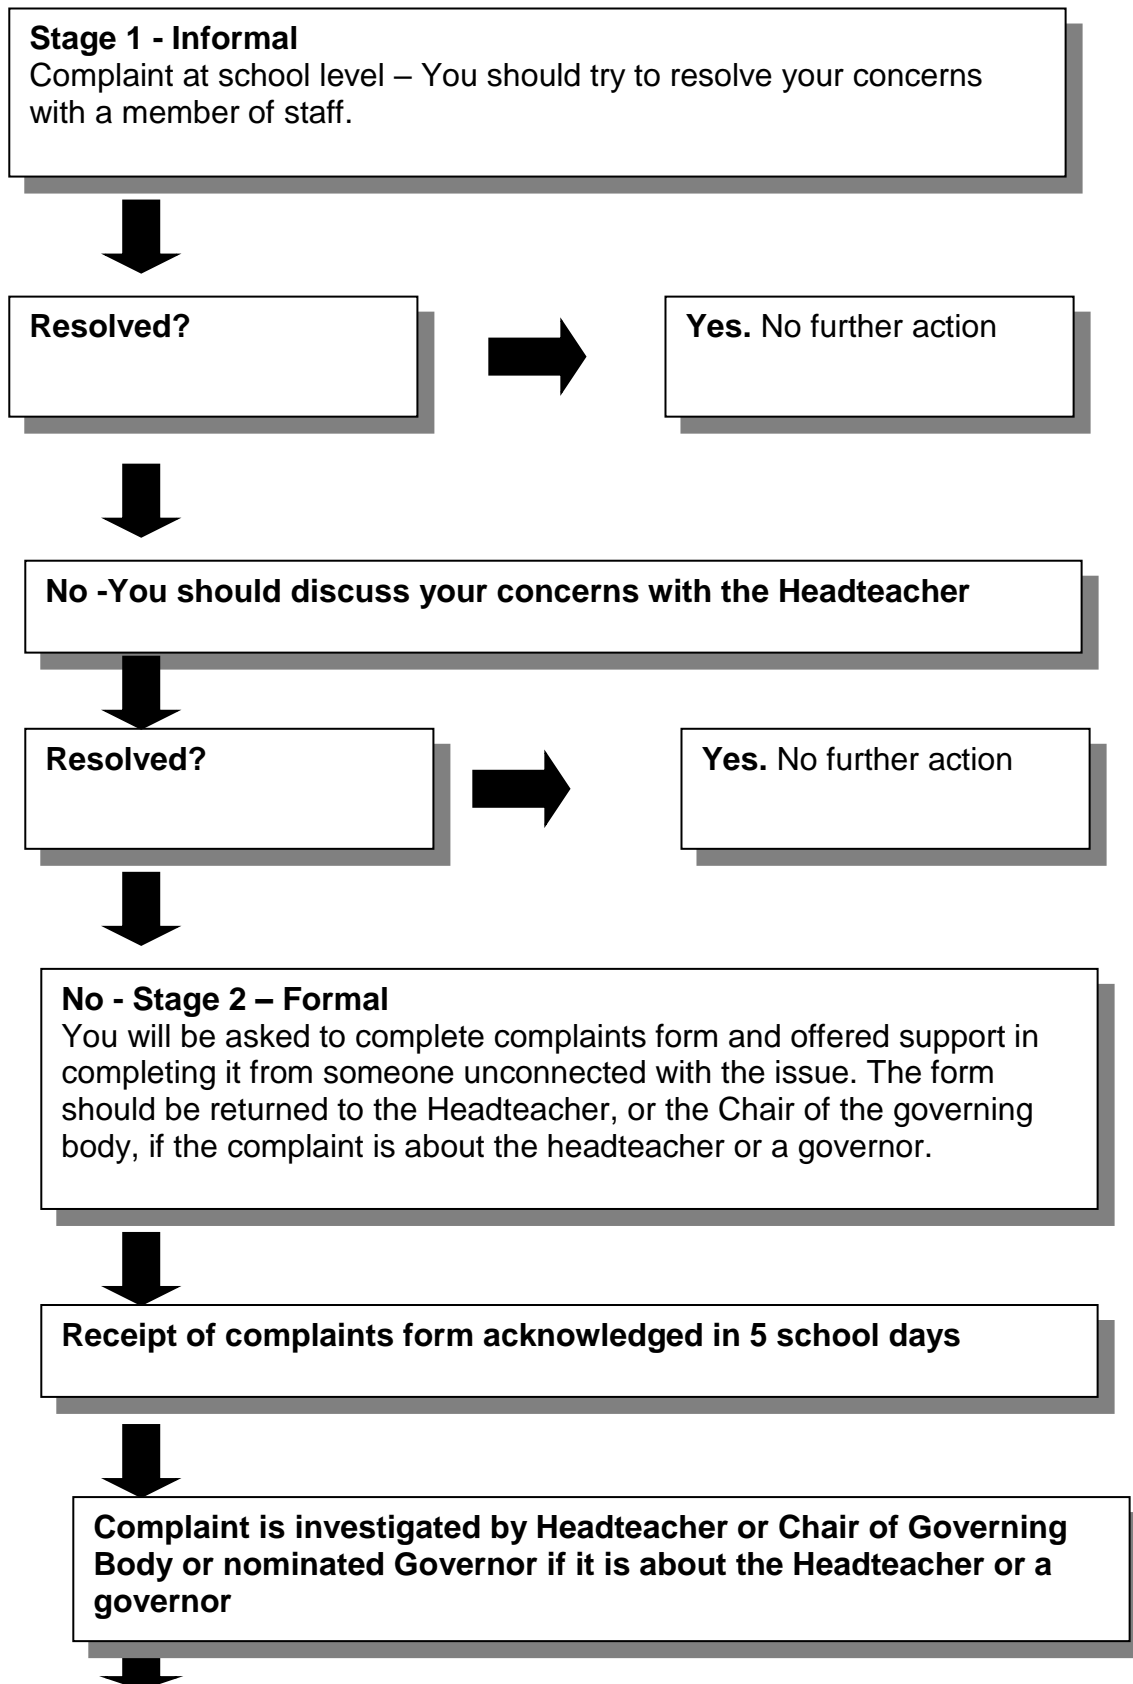 Stage 1 - Informal
Complaint at school level – You should try to resolve your concerns
with a member of staff.
Resolved?
Yes. No further action
No -You should discuss your concerns with the Headteacher
Resolved?
Yes. No further action
No - Stage 2 – Formal
You will be asked to complete complaints form and offered support in
completing it from someone unconnected with the issue. The form
should be returned to the Headteacher, or the Chair of the governing
body, if the complaint is about the headteacher or a governor.
Receipt of complaints form acknowledged in 5 school days
Complaint is investigated by Headteacher or Chair of Governing
Body or nominated Governor if it is about the Headteacher or a
governor